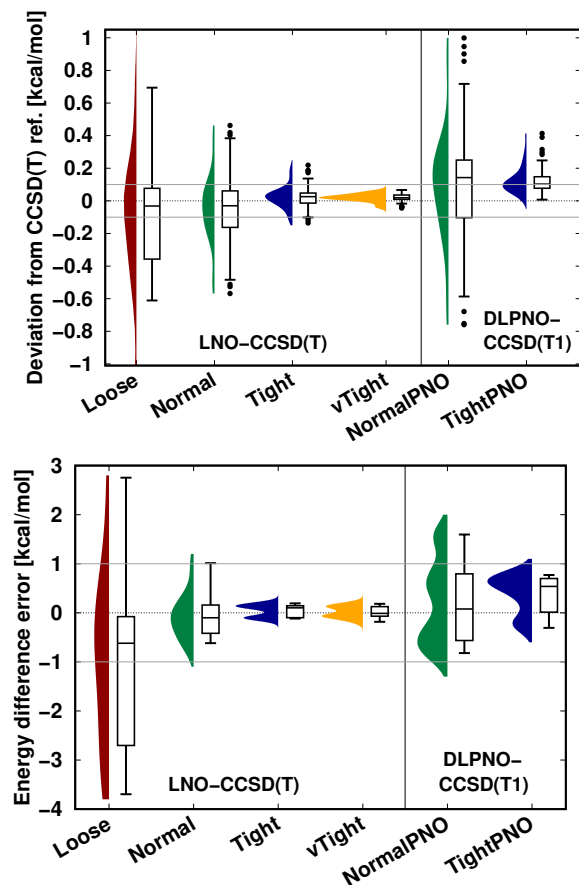 Deviation from CCSD(T) ref. [kcal/mol]
1
0.8
0.6
0.4
0.2
0
−0.2
−0.4
−0.6
−0.8
−1
LNO−CCSD(T)
DLPNO−
CCSD(T1)
Loose
Normal
Tight
vTight
NormalPNO
TightPNO
Energy difference error [kcal/mol]
3
2
1
0
−1
−2
−3
−4
LNO−CCSD(T)
DLPNO−
CCSD(T1)
Loose
Normal
Tight
vTight
NormalPNO
TightPNO